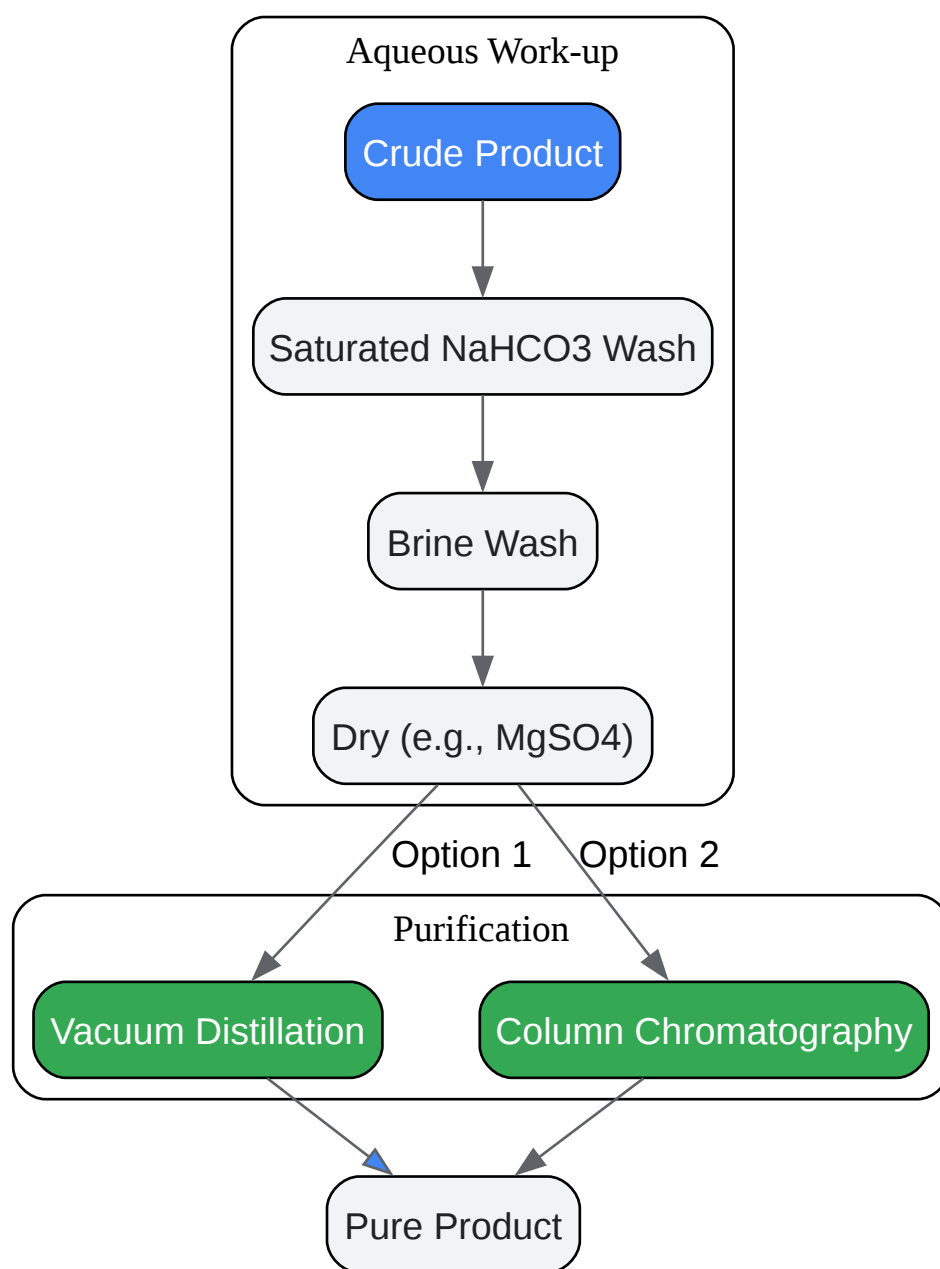 Aqueous Work-up
Crude Product
Saturated NaHCO3 Wash
Brine Wash
Dry (e.g., MgSO4)
Option 1
Option 2
Purification
Vacuum Distillation
Column Chromatography
Pure Product